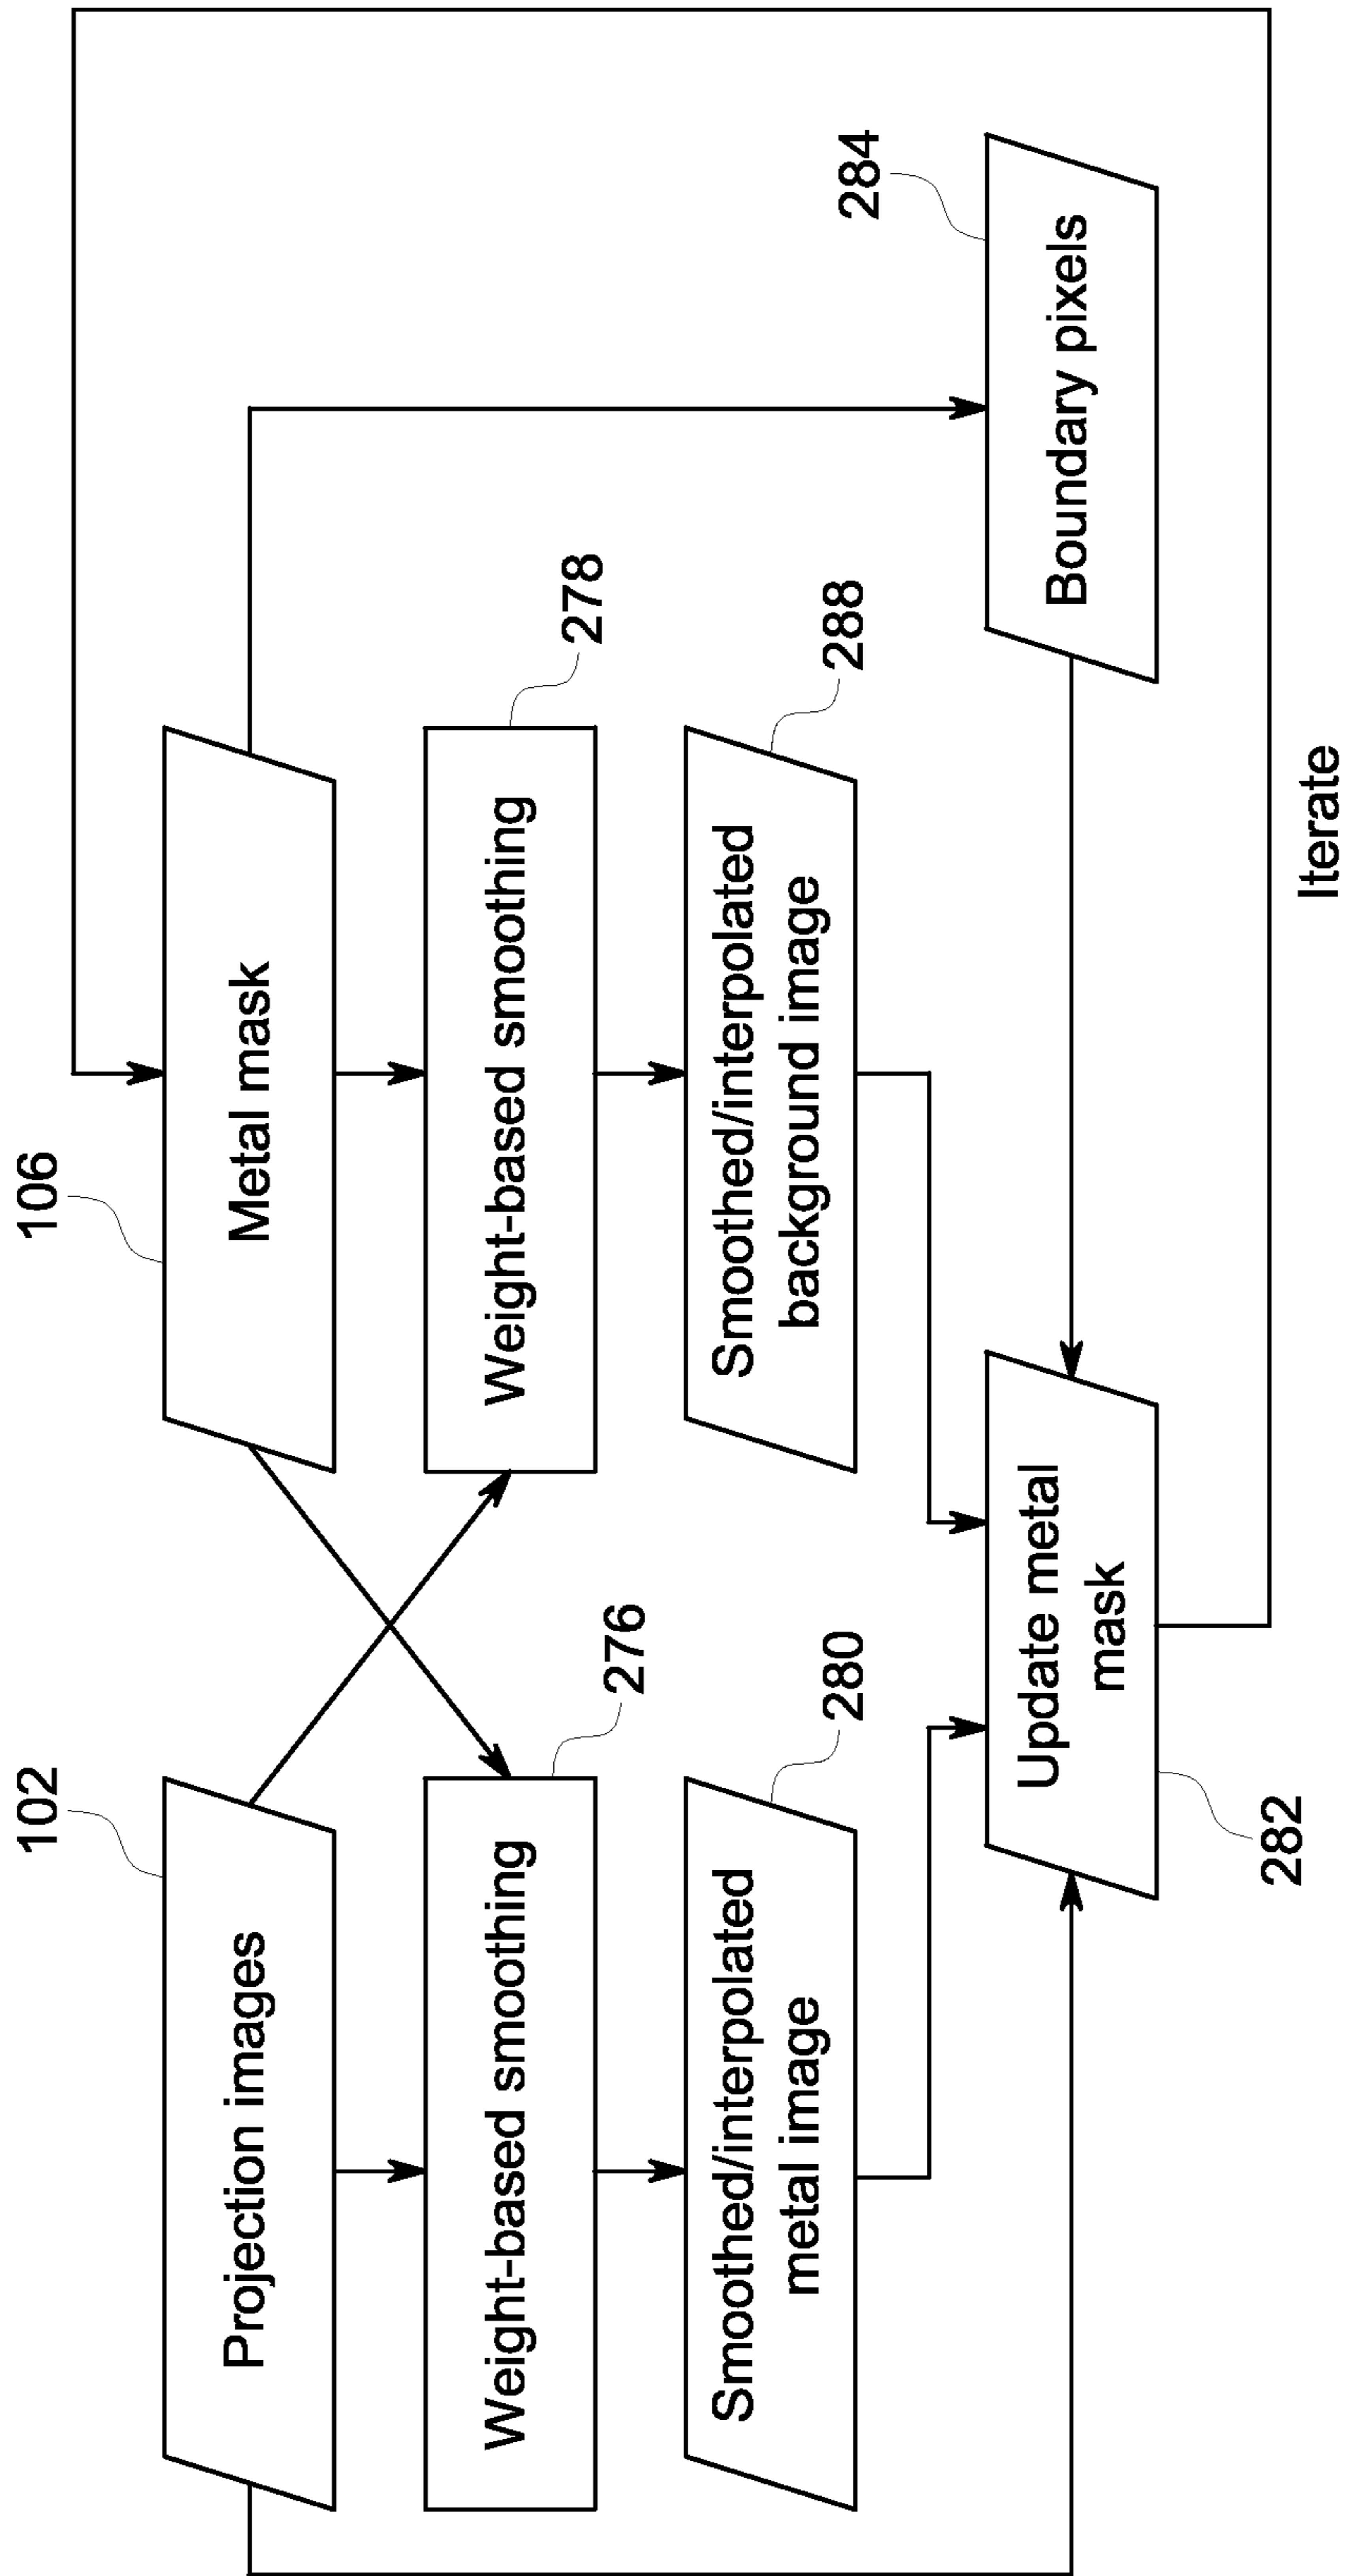 102
Projection images
106
Metal mask
Weight-based smoothing
276
Weight-based smoothing
278
Smoothed/interpolated
metal image
280
Smoothed/interpolated
background image
288
Update metal
mask
282
Boundary pixels
284
Iterate